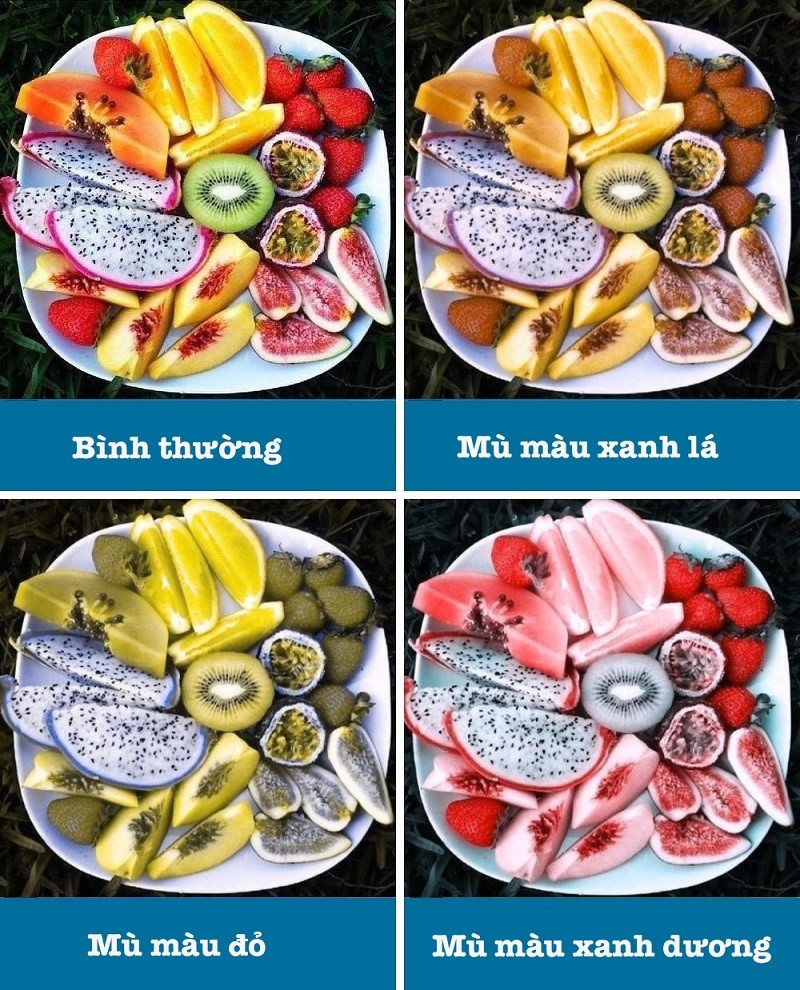 Bình thường
Mù màu xanh lá
Mù màu đỏ
Mù màu xanh dương